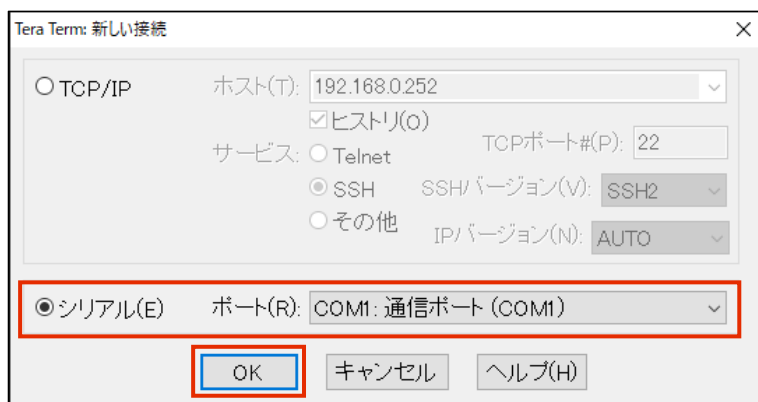 Tera Term: 新しい接続
TCP/IP ホスト(T): 192.168.0.252
ヒストリ(O)
サービス: Telnet TCPポート#(P): 22
SSH SSHバージョン(V): SSH2
その他 IPバージョン(N): AUTO
シリアル(E) ポート(R): COM1: 通信ポート (COM1)
OK キャンセル ヘルプ(H)